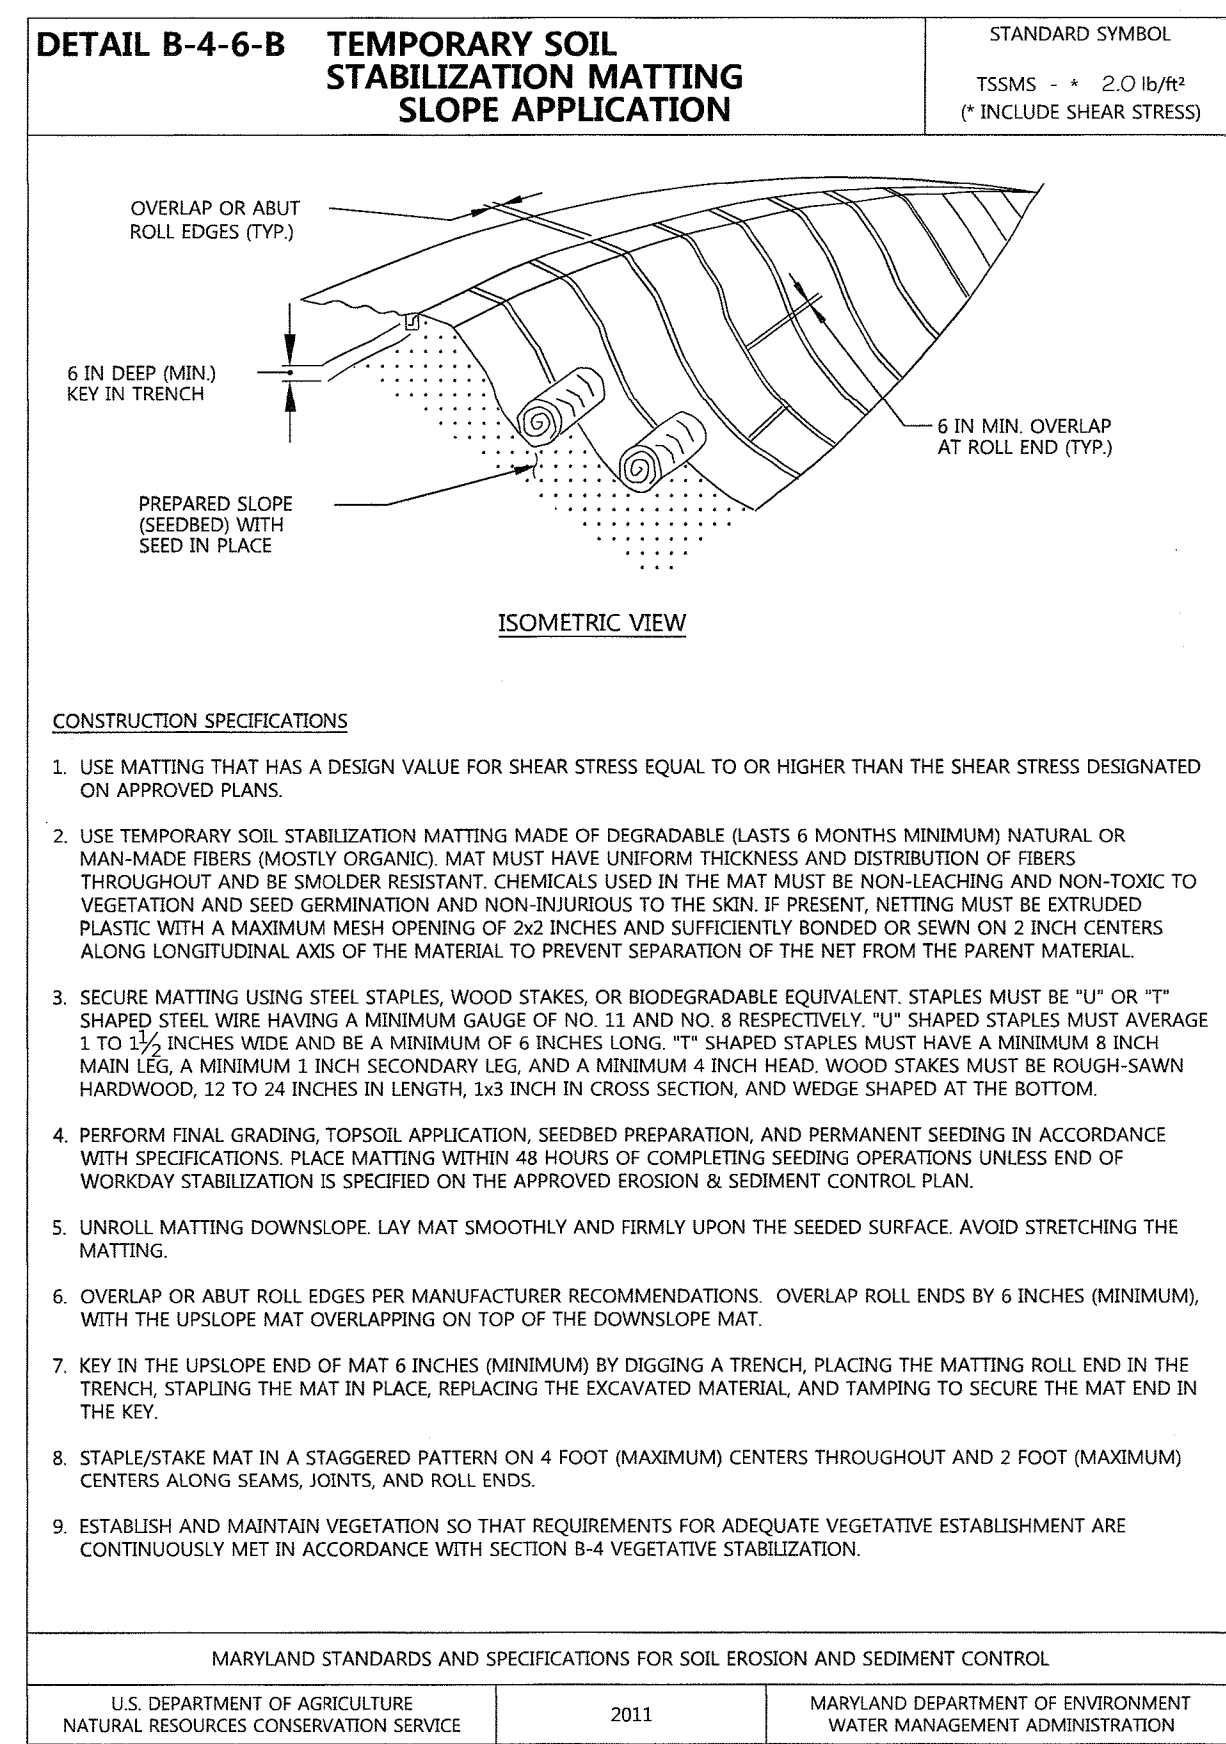 DETAIL B-4-6-B TEMPORARY SOIL
STABILIZATION MATTING
SLOPE APPLICATION
STANDARD SYMBOL
TSSMS - * 2.0 lb/ft²
(* INCLUDE SHEAR STRESS)
OVERLAP OR ABUT
ROLL EDGES (TYP.)
6 IN DEEP (MIN.)
KEY IN TRENCH
6 IN MIN. OVERLAP
AT ROLL END (TYP.)
PREPARED SLOPE
(SEEDBED) WITH
SEED IN PLACE
ISOMETRIC VIEW
CONSTRUCTION SPECIFICATIONS
1. USE MATTING THAT HAS A DESIGN VALUE FOR SHEAR STRESS EQUAL TO OR HIGHER THAN THE SHEAR STRESS DESIGNATED
ON APPROVED PLANS.
2. USE TEMPORARY SOIL STABILIZATION MATTING MADE OF DEGRADABLE (LASTS 6 MONTHS MINIMUM) NATURAL OR
MAN-MADE FIBERS (MOSTLY ORGANIC). MAT MUST HAVE UNIFORM THICKNESS AND DISTRIBUTION OF FIBERS
THROUGHOUT AND BE SMOLDER RESISTANT. CHEMICALS USED IN THE MAT MUST BE NON-LEACHING AND NON-TOXIC TO
VEGETATION AND SEED GERMINATION AND NON-INJURIOUS TO THE SKIN. IF PRESENT, NETTING MUST BE EXTRUDED
PLASTIC WITH A MAXIMUM MESH OPENING OF 2x2 INCHES AND SUFFICIENTLY BONDED OR SEWN ON 2 INCH CENTERS
ALONG LONGITUDINAL AXIS OF THE MATERIAL TO PREVENT SEPARATION OF THE NET FROM THE PARENT MATERIAL.
3. SECURE MATTING USING STEEL STAPLES, WOOD STAKES, OR BIODEGRADABLE EQUIVALENT. STAPLES MUST BE "U" OR "T"
SHAPED STEEL WIRE HAVING A MINIMUM GAUGE OF NO. 11 AND NO. 8 RESPECTIVELY. "U" SHAPED STAPLES MUST AVERAGE
1 TO 1 1/2 INCHES WIDE AND BE A MINIMUM OF 6 INCHES LONG. "T" SHAPED STAPLES MUST HAVE A MINIMUM 8 INCH
MAIN LEG, A MINIMUM 1 INCH SECONDARY LEG, AND A MINIMUM 4 INCH HEAD. WOOD STAKES MUST BE ROUGH-SAWN
HARDWOOD, 12 TO 24 INCHES IN LENGTH, 1x3 INCH IN CROSS SECTION, AND WEDGE SHAPED AT THE BOTTOM.
4. PERFORM FINAL GRADING, TOPSOIL APPLICATION, SEEDBED PREPARATION, AND PERMANENT SEEDING IN ACCORDANCE
WITH SPECIFICATIONS. PLACE MATTING WITHIN 48 HOURS OF COMPLETING SEEDING OPERATIONS UNLESS END OF
WORKDAY STABILIZATION IS SPECIFIED ON THE APPROVED EROSION & SEDIMENT CONTROL PLAN.
5. UNROLL MATTING DOWNSLOPE. LAY MAT SMOOTHLY AND FIRMLY UPON THE SEEDED SURFACE. AVOID STRETCHING THE
MATTING.
6. OVERLAP OR ABUT ROLL EDGES PER MANUFACTURER RECOMMENDATIONS. OVERLAP ROLL ENDS BY 6 INCHES (MINIMUM),
WITH THE UPSLOPE MAT OVERLAPPING ON TOP OF THE DOWNSLOPE MAT.
7. KEY IN THE UPSLOPE END OF MAT 6 INCHES (MINIMUM) BY DIGGING A TRENCH, PLACING THE MATTING ROLL END IN THE
TRENCH, STAPLING THE MAT IN PLACE, REPLACING THE EXCAVATED MATERIAL, AND TAMPING TO SECURE THE MAT END IN
THE KEY.
8. STAPLE/STAKE MAT IN A STAGGERED PATTERN ON 4 FOOT (MAXIMUM) CENTERS THROUGHOUT AND 2 FOOT (MAXIMUM)
CENTERS ALONG SEAMS, JOINTS, AND ROLL ENDS.
9. ESTABLISH AND MAINTAIN VEGETATION SO THAT REQUIREMENTS FOR ADEQUATE VEGETATIVE ESTABLISHMENT ARE
CONTINUOUSLY MET IN ACCORDANCE WITH SECTION B-4 VEGETATIVE STABILIZATION.
MARYLAND STANDARDS AND SPECIFICATIONS FOR SOIL EROSION AND SEDIMENT CONTROL
U.S. DEPARTMENT OF AGRICULTURE
NATURAL RESOURCES CONSERVATION SERVICE
2011
MARYLAND DEPARTMENT OF ENVIRONMENT
WATER MANAGEMENT ADMINISTRATION